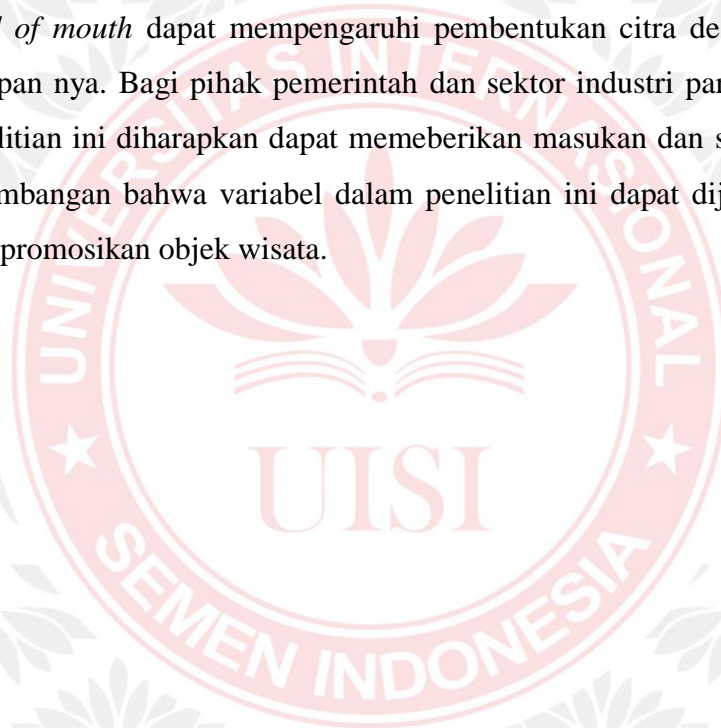 of mouth dapat mempengaruhi pembentukan citra de
pan nya. Bagi pihak pemerintah dan sektor industri par
litian ini diharapkan dapat memeberikan masukan dan s
mbangan bahwa variabel dalam penelitian ini dapat dij
promosikan objek wisata.
UNIVERSITAS INTERNASIONAL
UISI
SEMEN INDONESIA